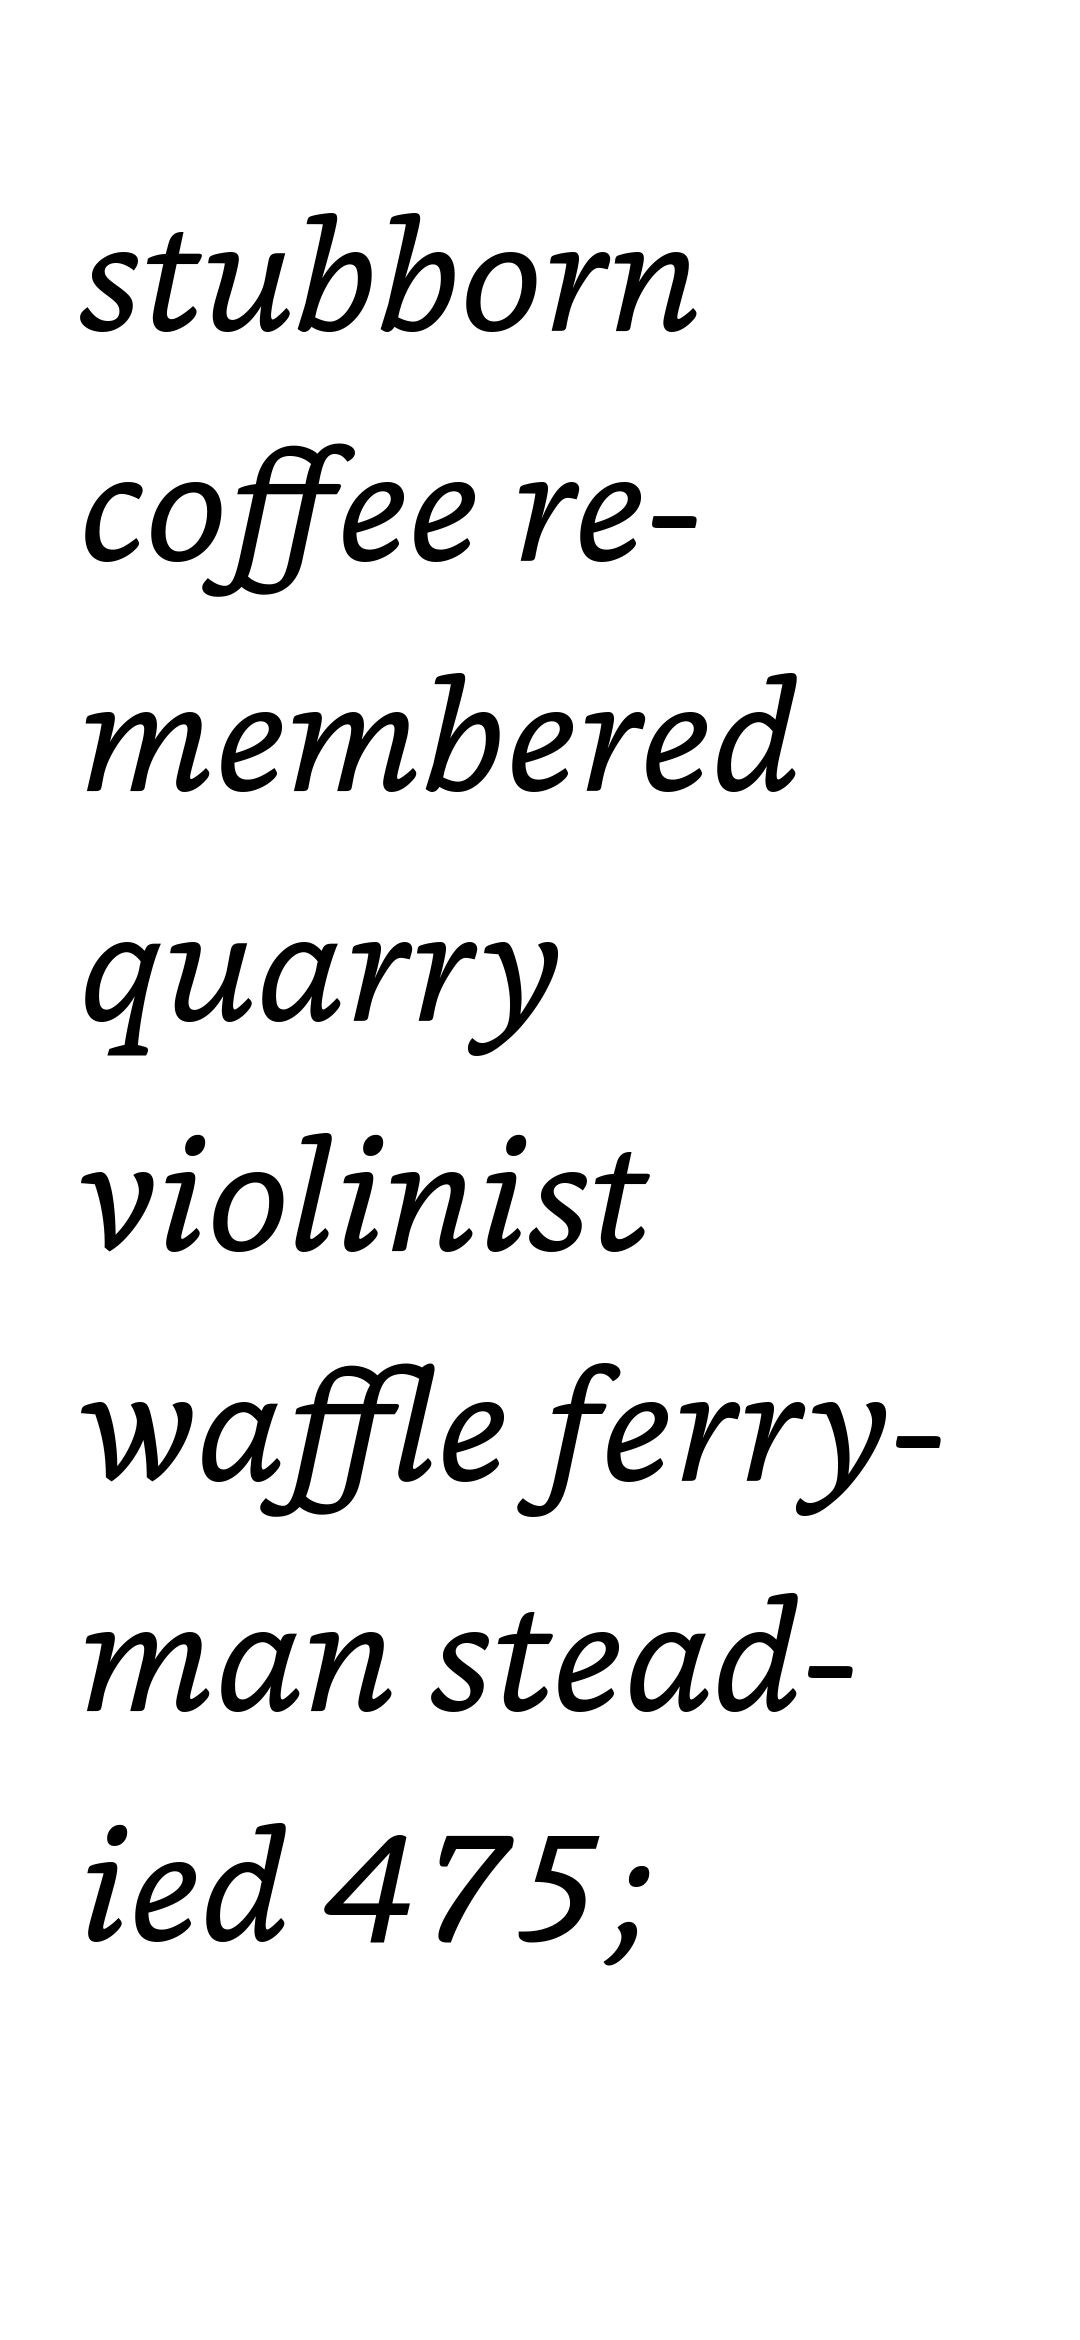 stubborn
coffee re-
membered
quarry
violinist
waffle ferry-
man stead-
ied 475;